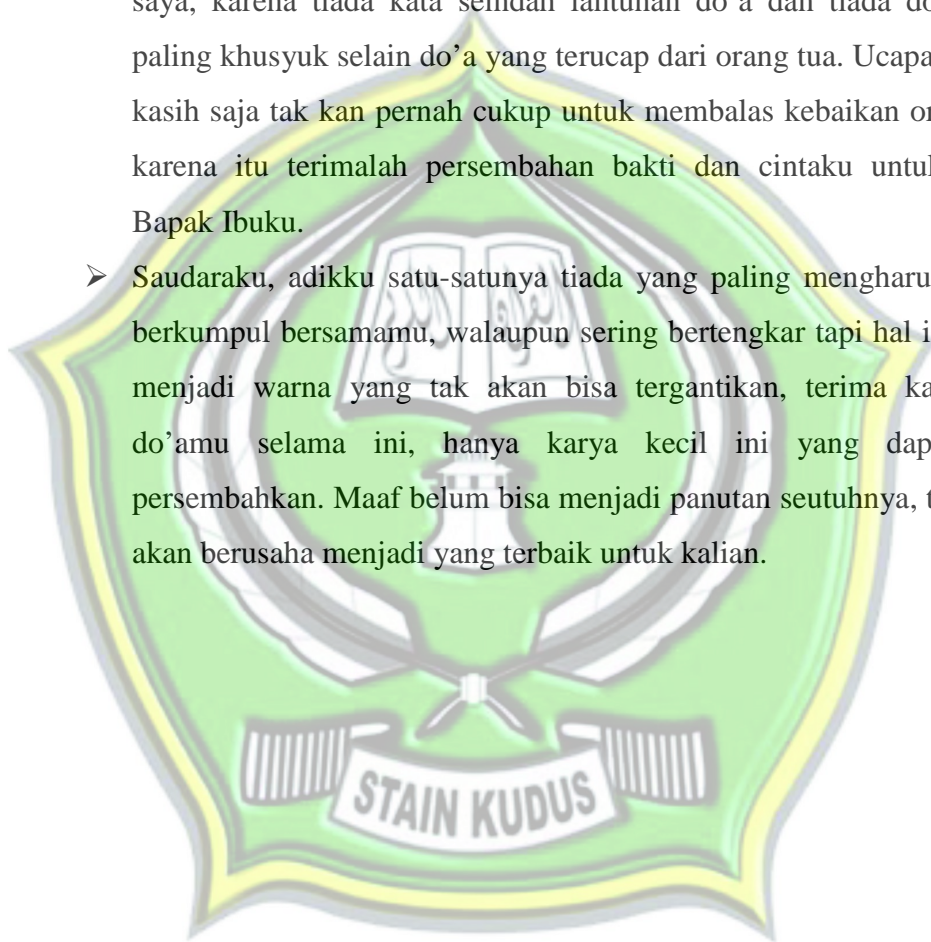 saya, karena tiada kata seindah lantunan do’a dan tiada do
paling khusyuk selain do’a yang terucap dari orang tua. Ucapa
kasih saja tak kan pernah cukup untuk membalas kebaikan or
karena itu terimalah persembahan bakti dan cintaku untuk
Bapak Ibuku.
➢ Saudaraku, adikku satu-satunya tiada yang paling mengharu
berkumpul bersamamu, walaupun sering bertengkar tapi hal i
menjadi warna yang tak akan bisa tergantikan, terima ka
do’amu selama ini, hanya karya kecil ini yang dap
persembahkan. Maaf belum bisa menjadi panutan seutuhnya, t
akan berusaha menjadi yang terbaik untuk kalian.
STAIN KUDUS